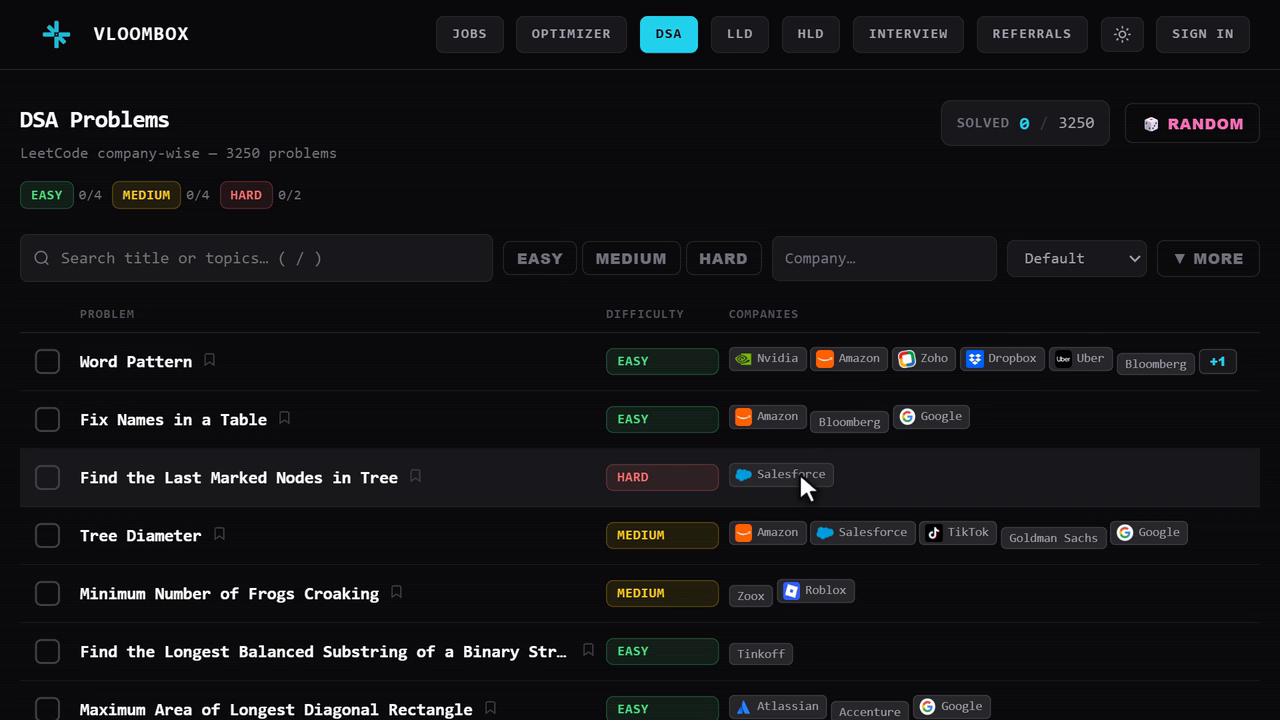 VLOOMBOX JOBS OPTIMIZER DSA LLD HLD INTERVIEW REFERRALS SIGN IN
DSA Problems
SOLVED 0 / 3250 RANDOM
LeetCode company-wise — 3250 problems
EASY 0/4 MEDIUM 0/4 HARD 0/2
Search title or topics… ( / ) EASY MEDIUM HARD Company… Default ▼ MORE
PROBLEM DIFFICULTY COMPANIES
Word Pattern EASY Nvidia Amazon Zoho Dropbox Uber Uber Bloomberg +1
Fix Names in a Table EASY Amazon Bloomberg Google
Find the Last Marked Nodes in Tree HARD Salesforce
Tree Diameter MEDIUM Amazon Salesforce TikTok Goldman Sachs Google
Minimum Number of Frogs Croaking MEDIUM Zoox Roblox
Find the Longest Balanced Substring of a Binary Str… EASY Tinkoff
Maximum Area of Longest Diagonal Rectangle EASY Atlassian Accenture Google